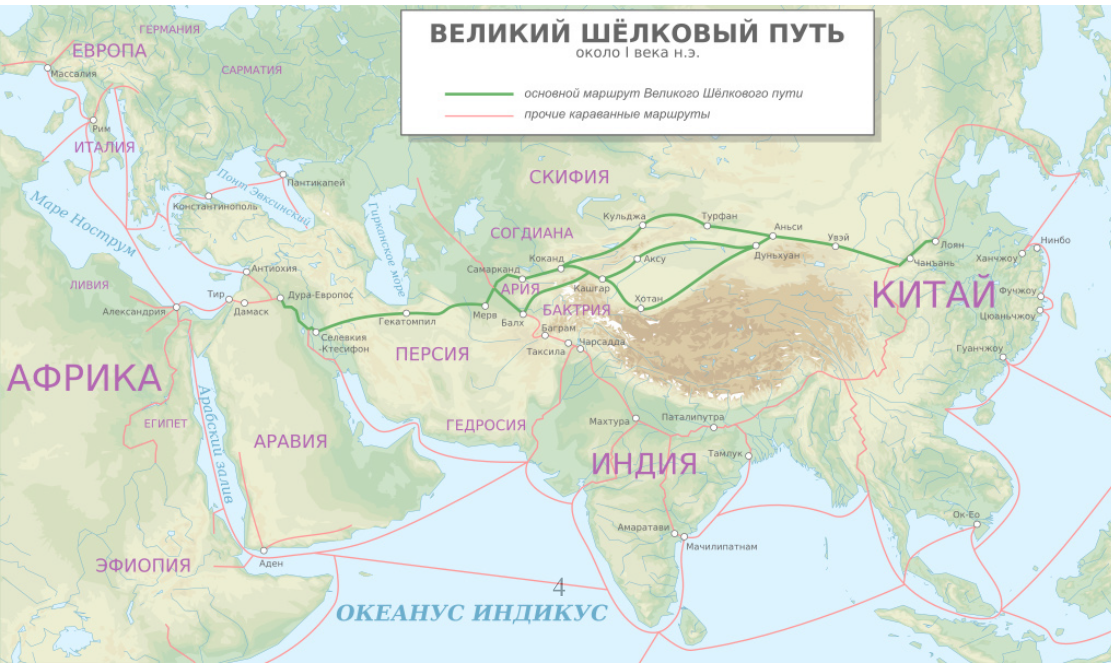 ВЕЛИКИЙ ШЁЛКОВЫЙ ПУТЬ
около I века н.э.
основной маршрут Великого Шёлкового пути
прочие караванные маршруты
ГЕРМАНИЯ
ЕВРОПА
САРМАТИЯ
Массалия
Рим
ИТАЛИЯ
СКИФИЯ
Пантикапей
Понт Эвксинский
Маре Нострум
Константинополь
Гирканское море
Кульджа
Турфан
Аньси
СОГДИАНА
Увэй
Лоян
Нинбо
Дуньхуан
Ханчжоу
Коканд
Аксу
Чанъань
Самарканд
Антиохия
ЛИВИЯ
Тир
Дура-Европос
АРИЯ
Кашгар
КИТАЙ
Фучжоу
Хотан
Александрия
Дамаск
БАКТРИЯ
Гекатомпил
Мерв
Балх
Цюаньчжоу
Баграм
Селевкия
-Ктесифон
Чарсадда
Таксила
ПЕРСИЯ
Гуанчжоу
АФРИКА
Арабский залив
ЕГИПЕТ
АРАВИЯ
ГЕДРОСИЯ
Махтура
Паталипутра
ИНДИЯ
Тамлук
Ок-Ео
Амаратави
Мачилипатнам
ЭФИОПИЯ
Аден
4
ОКЕАНУС ИНДИКУС